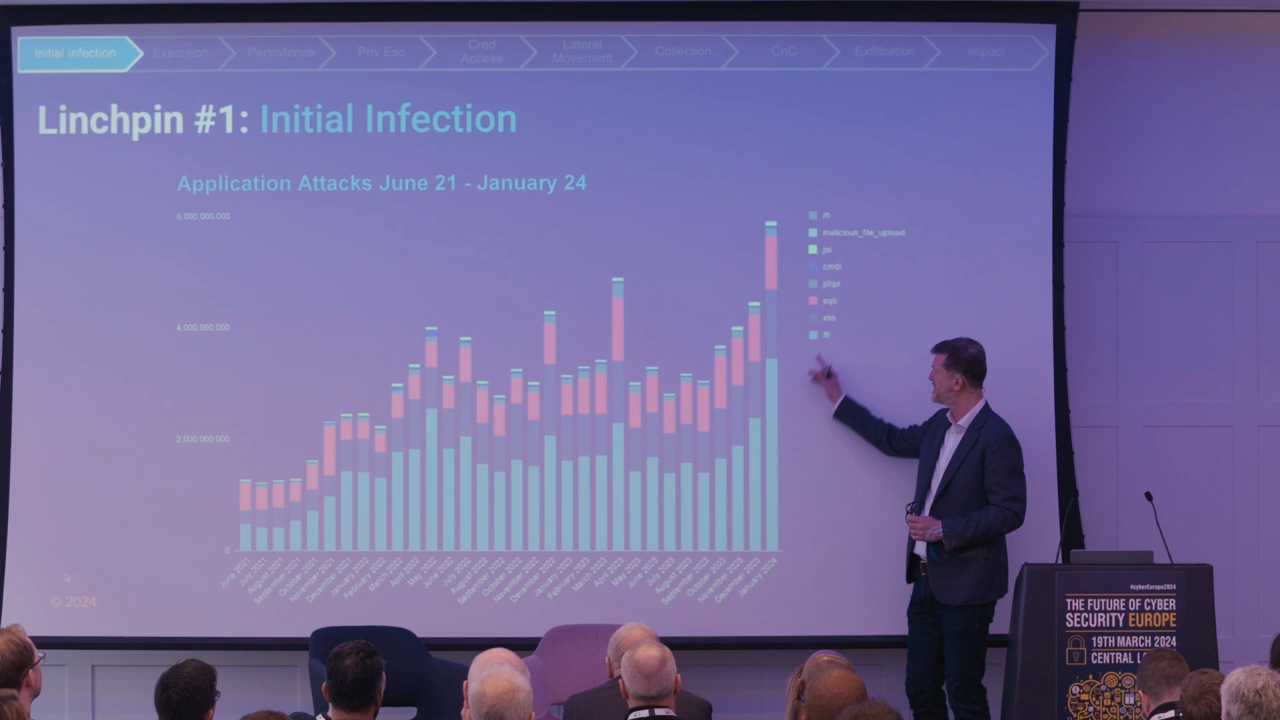 Initial Infection
Execution
Persistence
Priv Esc
Cred
Access
Lateral
Movement
Collection
CnC
Exfiltration
Impact
Linchpin #1: Initial Infection
Application Attacks June 21 - January 24
6,000,000,000
4,000,000,000
2,000,000,000
0
rfi
malicious_file_upload
jsi
cmdi
phpi
sqli
xss
lfi
June 2021
July 2021
August 2021
September 2021
October 2021
November 2021
December 2021
January 2022
February 2022
March 2022
April 2022
May 2022
June 2022
July 2022
August 2022
September 2022
October 2022
November 2022
December 2022
January 2023
February 2023
March 2023
April 2023
May 2023
June 2023
July 2023
August 2023
September 2023
October 2023
November 2023
December 2023
January 2024
© 2024
#cyberEurope2024
THE FUTURE OF CYBER
SECURITY EUROPE
19TH MARCH 2024
CENTRAL